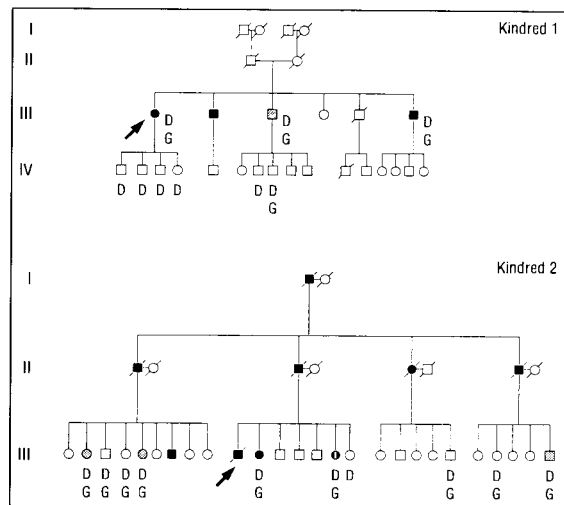 I Kindred 1
II
III D D D
G G G
IV
D D D D D D
G
I Kindred 2
II
III
D D D D D D D D D D
G G G G G G G G G